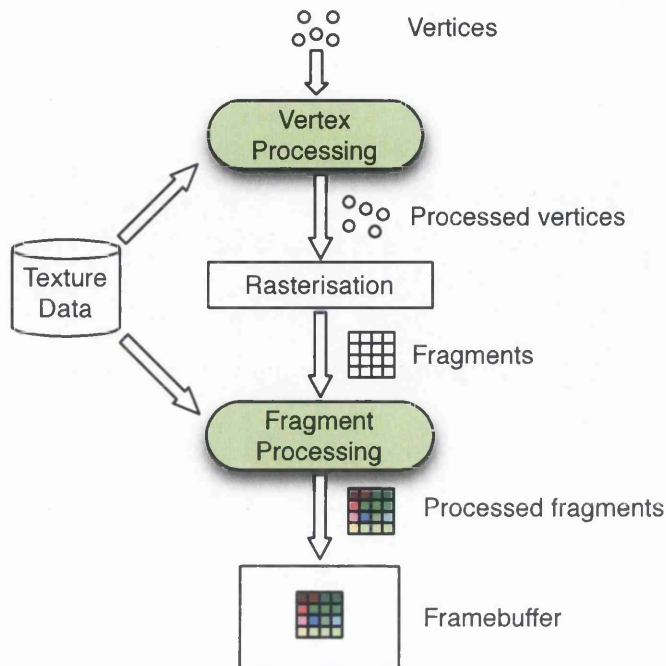 Vertices
Vertex
Processing
Processed vertices
Texture
Data
Rasterisation
Fragments
Fragment
Processing
Processed fragments
Framebuffer